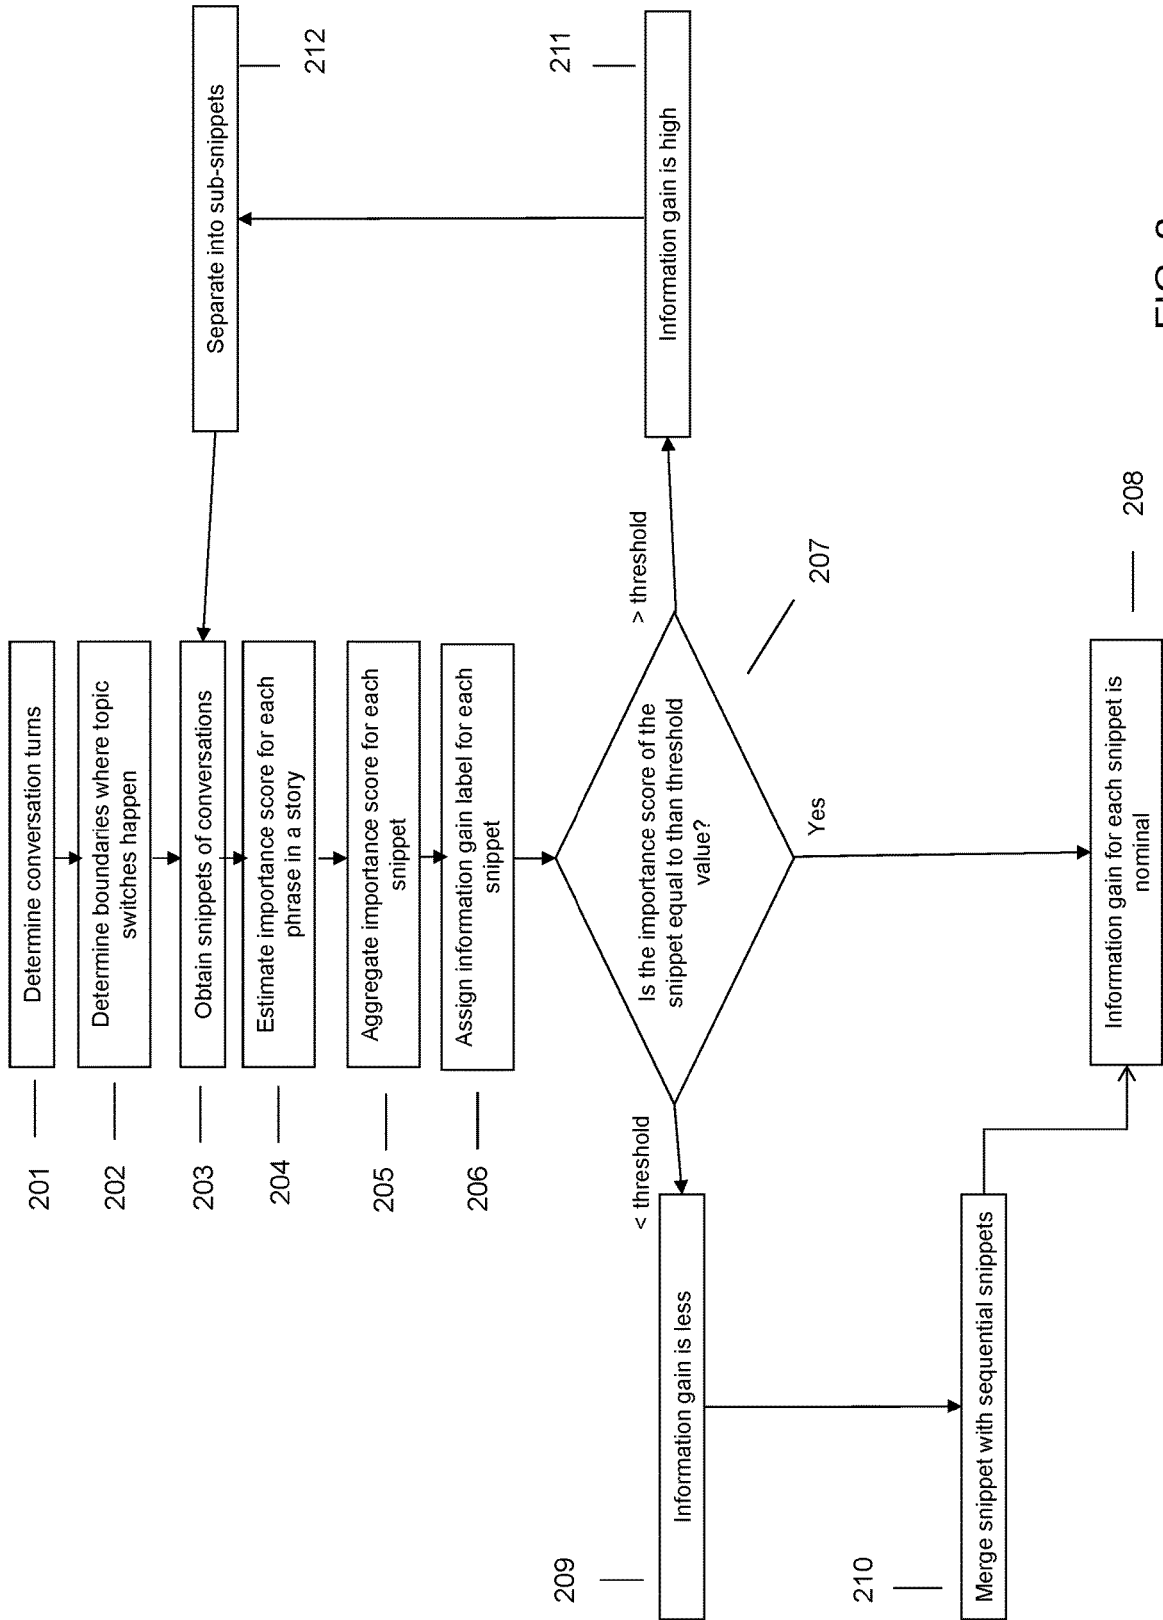 201
Determine conversation turns
202
Determine boundaries where topic
switches happen
203
Obtain snippets of conversations
204
Estimate importance score for each
phrase in a story
205
Aggregate importance score for each
snippet
206
Assign information gain label for each
snippet
Separate into sub-snippets
212
207
Is the importance score of the
snippet equal to than threshold
value?
< threshold
> threshold
Yes
209
Information gain is less
211
Information gain is high
210
Merge snippet with sequential snippets
208
Information gain for each snippet is
nominal
FIG.